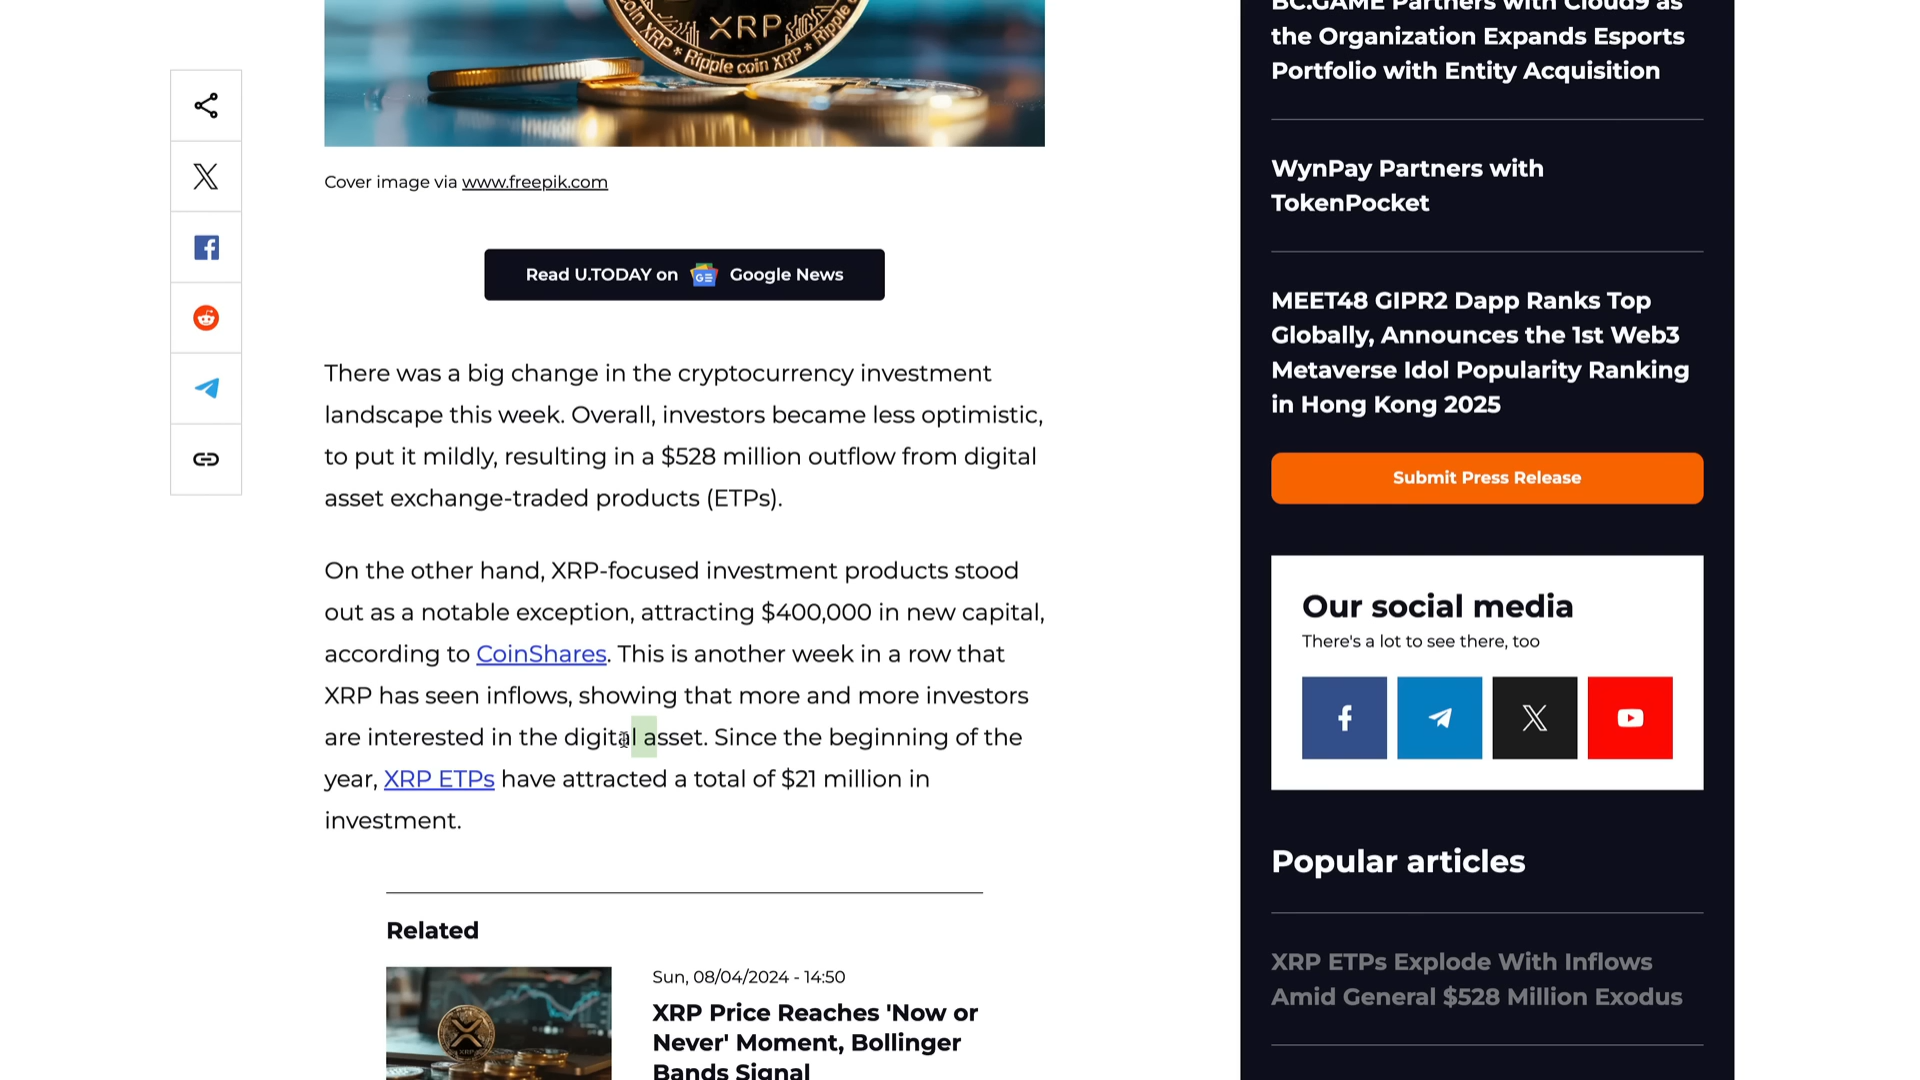 XRP
coin XRP * Ripple coin XRP * Ripple
Cover image via www.freepik.com
Read U.TODAY on GE Google News
There was a big change in the cryptocurrency investment
landscape this week. Overall, investors became less optimistic,
to put it mildly, resulting in a $528 million outflow from digital
asset exchange-traded products (ETPs).
On the other hand, XRP-focused investment products stood
out as a notable exception, attracting $400,000 in new capital,
according to CoinShares. This is another week in a row that
XRP has seen inflows, showing that more and more investors
are interested in the digital asset. Since the beginning of the
year, XRP ETPs have attracted a total of $21 million in
investment.
Related
Sun, 08/04/2024 - 14:50
XRP Price Reaches 'Now or
Never' Moment, Bollinger
Bands Signal
BC.GAME Partners with Cloud9 as
the Organization Expands Esports
Portfolio with Entity Acquisition
WynPay Partners with
TokenPocket
MEET48 GIPR2 Dapp Ranks Top
Globally, Announces the 1st Web3
Metaverse Idol Popularity Ranking
in Hong Kong 2025
Submit Press Release
Our social media
There's a lot to see there, too
Popular articles
XRP ETPs Explode With Inflows
Amid General $528 Million Exodus